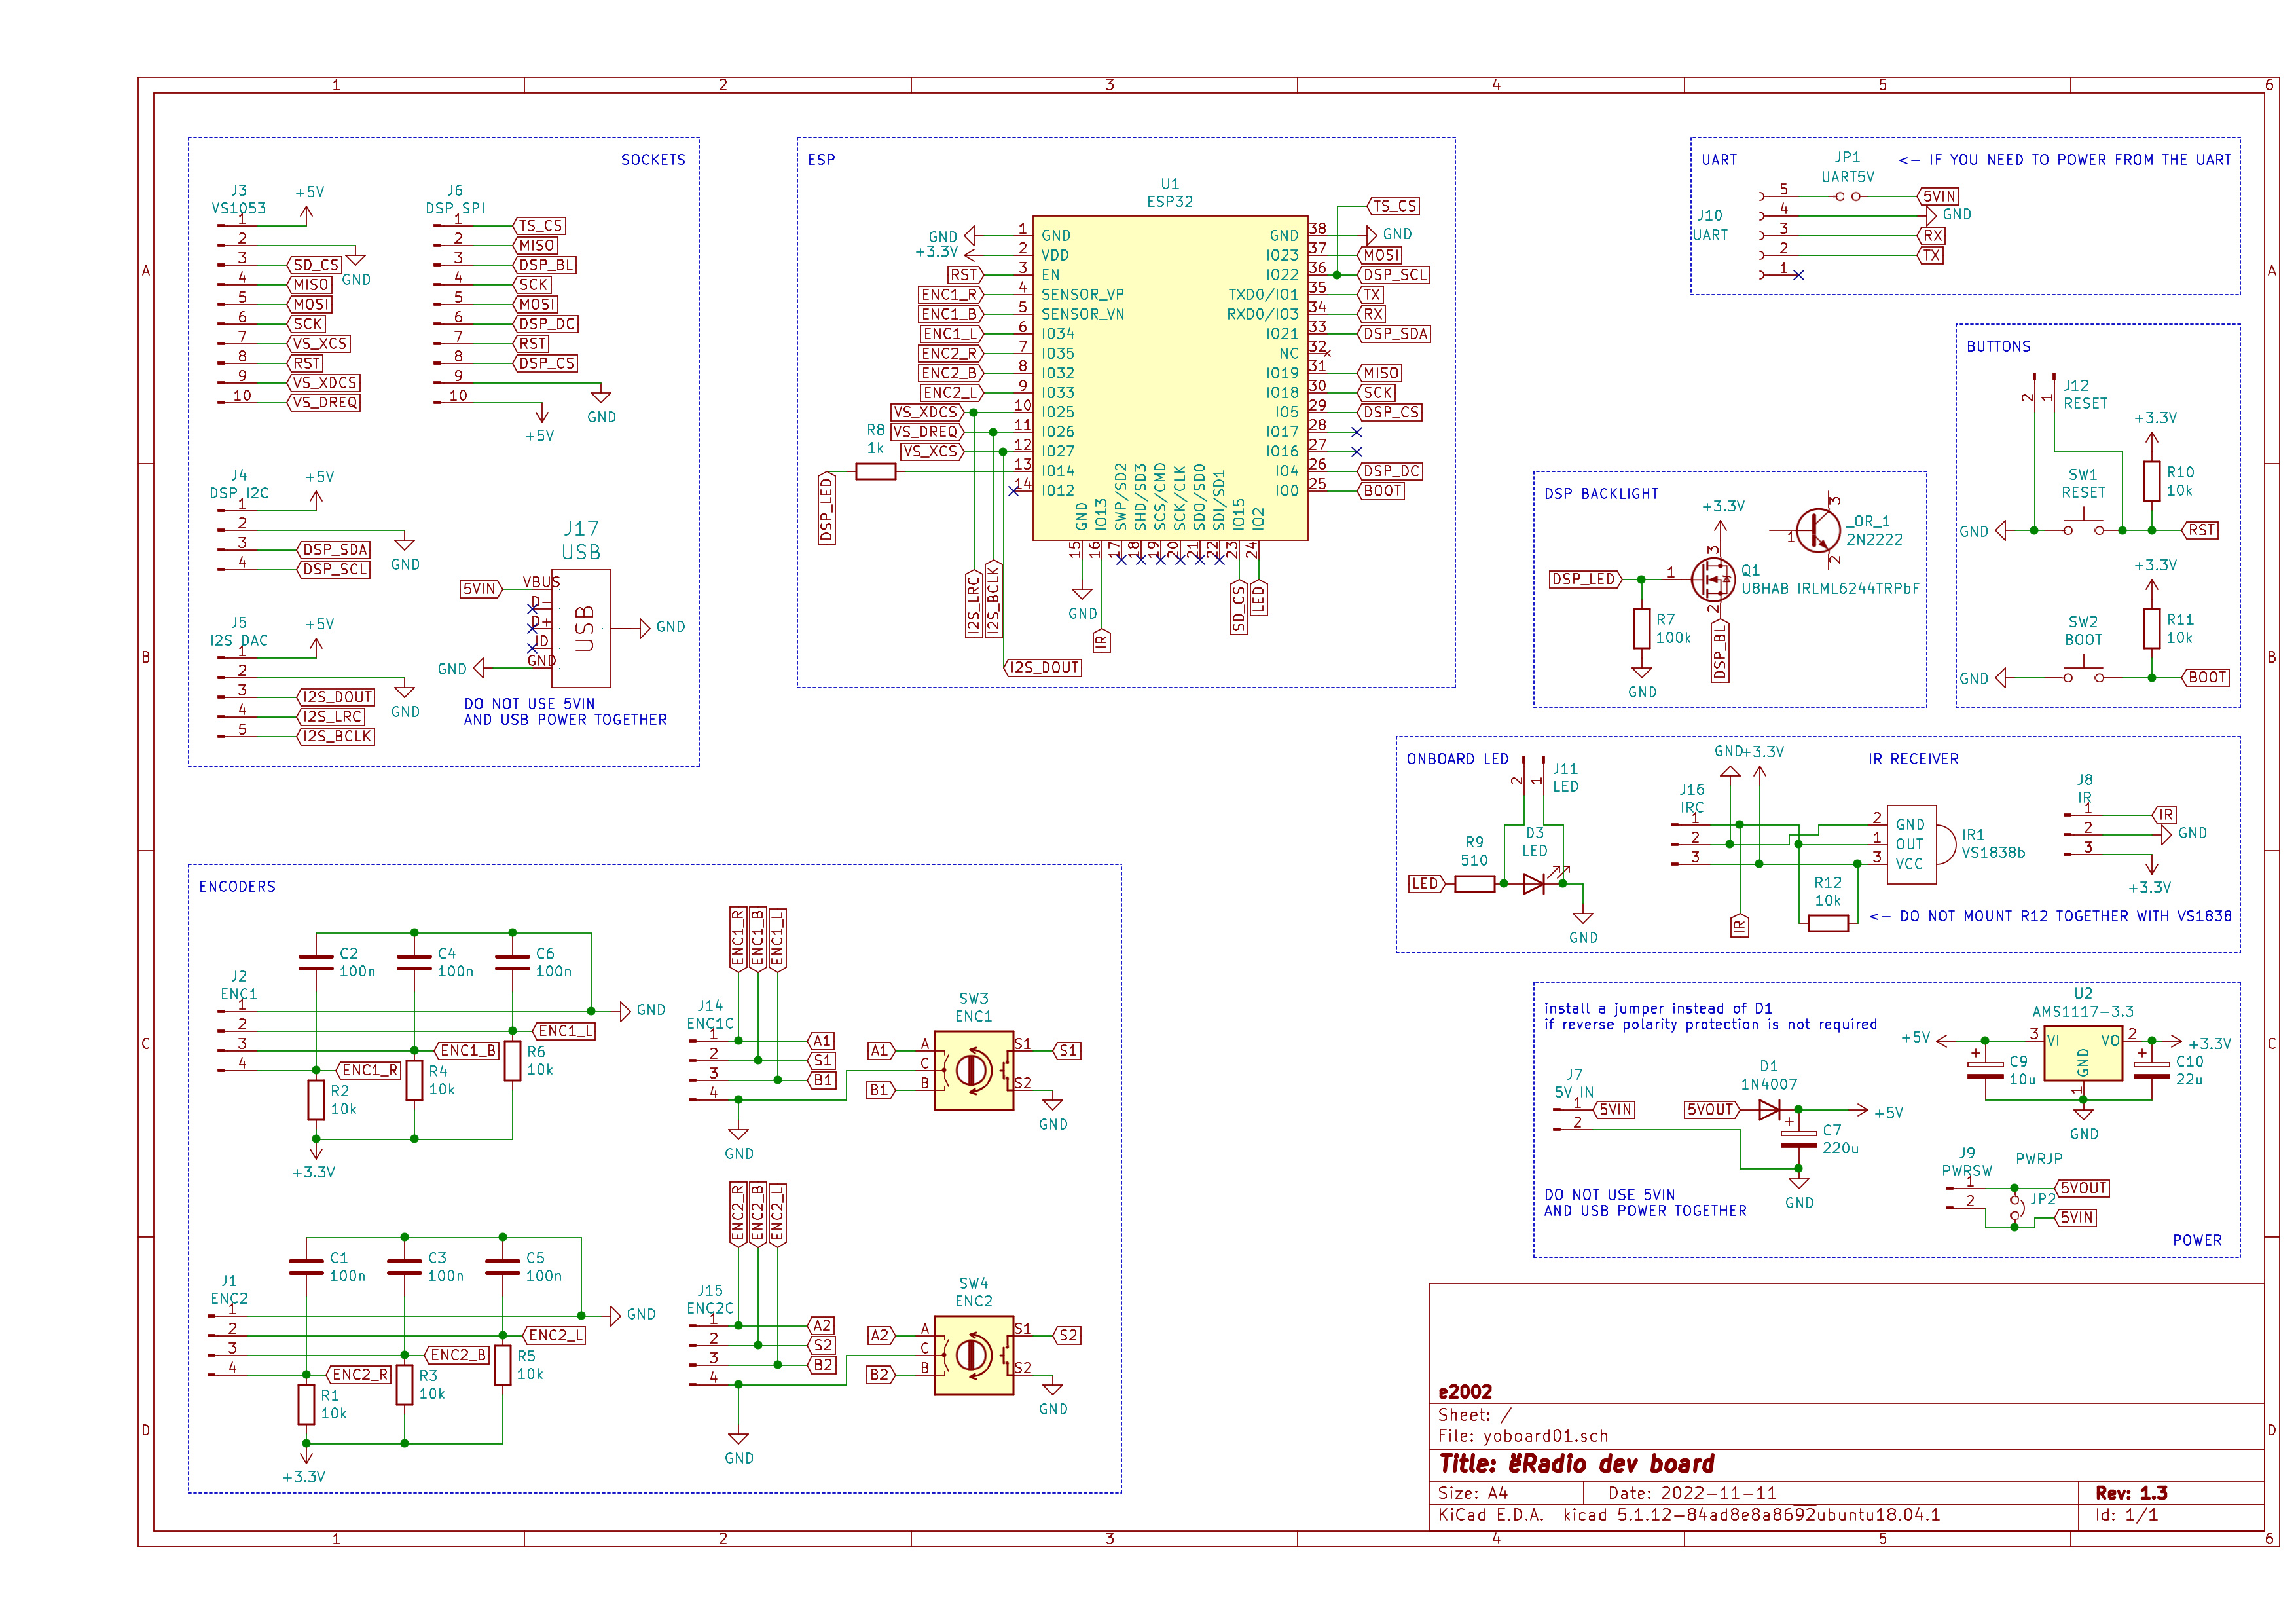 1 2 3 4 5 6
A
B
C
D
SOCKETS
J3
VS1053
+5V
1
2
3 SD_CS
GND
4 MISO
5 MOSI
6 SCK
7 VS_XCS
8 RST
9 VS_XDCS
10 VS_DREQ
J6
DSP_SPI
1 TS_CS
2 MISO
3 DSP_BL
4 SCK
5 MOSI
6 DSP_DC
7 RST
8 DSP_CS
9
10
GND
+5V
J4
DSP_I2C
+5V
1
2
3 DSP_SDA
4 DSP_SCL
GND
J5
I2S_DAC
+5V
1
2
3 I2S_DOUT
4 I2S_LRC
5 I2S_BCLK
GND
J17
USB
5VIN
VBUS
D-
D+
ID
GND
USB
GND
GND
DO NOT USE 5VIN
AND USB POWER TOGETHER
ESP
U1
ESP32
GND 1 GND
+3.3V 2 VDD
RST 3 EN
ENC1_R 4 SENSOR_VP
ENC1_B 5 SENSOR_VN
ENC1_L 6 IO34
ENC2_R 7 IO35
ENC2_B 8 IO32
ENC2_L 9 IO33
VS_XDCS 10 IO25
VS_DREQ 11 IO26
VS_XCS 12 IO27
R8
1k
13 IO14
14 IO12
DSP_LED
TS_CS
GND 38 GND
IO23 37 MOSI
IO22 36 DSP_SCL
TXD0/IO1 35 TX
RXD0/IO3 34 RX
IO21 33 DSP_SDA
NC 32
IO19 31 MISO
IO18 30 SCK
IO5 29 DSP_CS
IO17 28
IO16 27
IO4 26 DSP_DC
IO0 25 BOOT
GND IO13 SWP/SD2 SHD/SD3 SCS/CMD SCK/CLK SDO/SD0 SDI/SD1 IO15 IO2
15 16 17 18 19 20 21 22 23 24
I2S_LRC
I2S_BCLK
GND
IR
SD_CS
LED
I2S_DOUT
UART
JP1
UART5V
<- IF YOU NEED TO POWER FROM THE UART
J10
UART
5 5VIN
4 GND
3 RX
2 TX
1
BUTTONS
J12
RESET
2 1
+3.3V
R10
10k
SW1
RESET
GND
RST
+3.3V
R11
10k
SW2
BOOT
GND
BOOT
DSP BACKLIGHT
+3.3V
_OR_1
2N2222
1
3
2
DSP_LED
1
3
2
Q1
U8HAB IRLML6244TRPbF
R7
100k
GND
DSP_BL
ONBOARD LED
J11
LED
2 1
R9
510
D3
LED
LED
GND
IR RECEIVER
GND
+3.3V
J16
IRC
1
2
3
2 GND
1 OUT
3 VCC
IR1
VS1838b
R12
10k
IR
<- DO NOT MOUNT R12 TOGETHER WITH VS1838
J8
IR
1 IR
2 GND
3
+3.3V
ENCODERS
C2
100n
C4
100n
C6
100n
J2
ENC1
1
2
3
4
GND
ENC1_L
ENC1_B
ENC1_R
R2
10k
R4
10k
R6
10k
+3.3V
ENC1_R
ENC1_B
ENC1_L
J14
ENC1C
1 A1
2 S1
3 B1
4
GND
SW3
ENC1
A1 A
C
B1 B
S1 S1
S2
GND
C1
100n
C3
100n
C5
100n
J1
ENC2
1
2
3
4
GND
ENC2_L
ENC2_B
ENC2_R
R1
10k
R3
10k
R5
10k
+3.3V
ENC2_R
ENC2_B
ENC2_L
J15
ENC2C
1 A2
2 S2
3 B2
4
GND
SW4
ENC2
A2 A
C
B2 B
S1 S2
S2
GND
install a jumper instead of D1
if reverse polarity protection is not required
J7
5V_IN
1 5VIN
2
5VOUT
D1
1N4007
+5V
+
C7
220u
GND
DO NOT USE 5VIN
AND USB POWER TOGETHER
U2
AMS1117-3.3
+5V
3 VI
VO 2
GND
1
+3.3V
+
C9
10u
+
C10
22u
GND
J9
PWRSW
1
2
PWRJP
JP2
5VOUT
5VIN
POWER
e2002
Sheet: /
File: yoboard01.sch
Title: ëRadio dev board
Size: A4 Date: 2022-11-11 Rev: 1.3
KiCad E.D.A. kicad 5.1.12-84ad8e8a8692ubuntu18.04.1 Id: 1/1
1 2 3 4 5 6
A
B
C
D